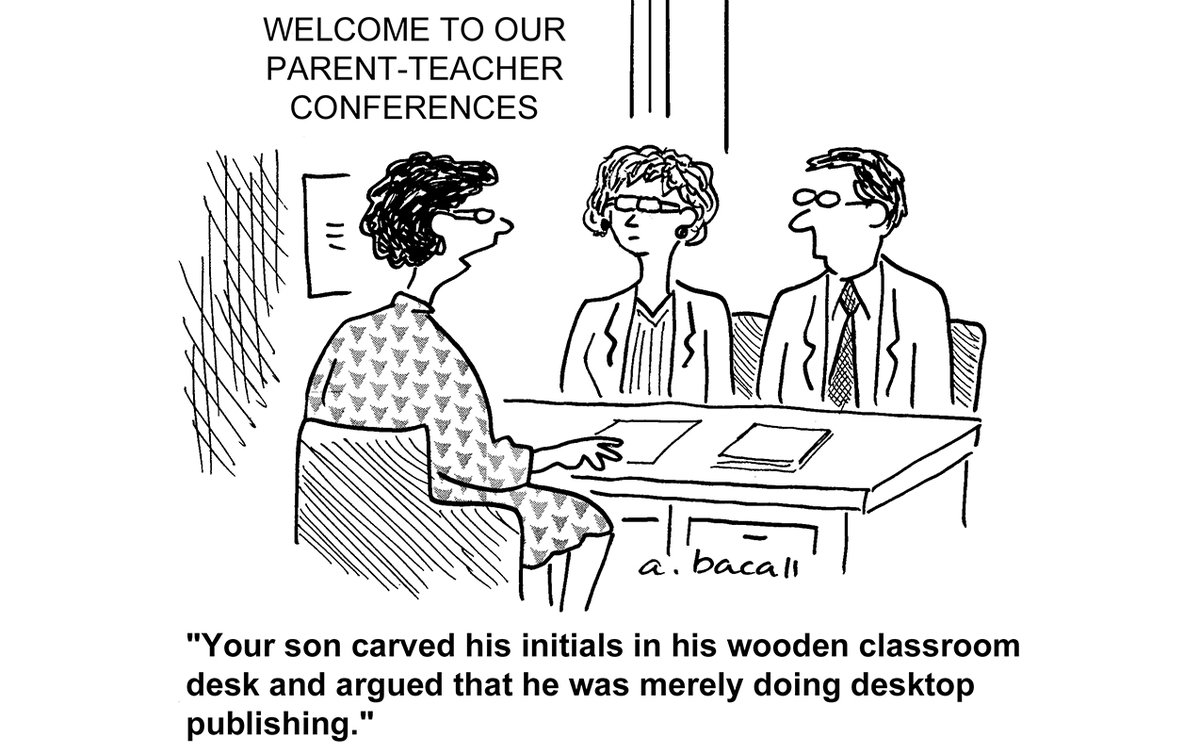 WELCOME TO OUR
PARENT-TEACHER
CONFERENCES
a. bacall
"Your son carved his initials in his wooden classroom
desk and argued that he was merely doing desktop
publishing."